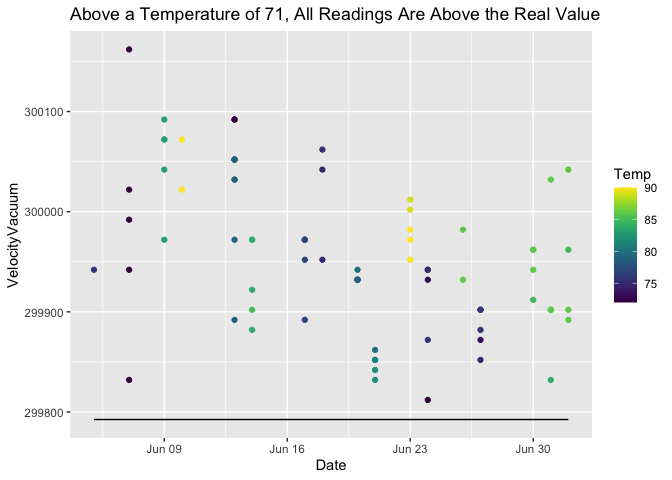 Above a Temperature of 71, All Readings Are Above the Real Value
300100
300000
299900
299800
VelocityVacuum
Jun 09
Jun 16
Jun 23
Jun 30
Date
Temp
90
85
80
75